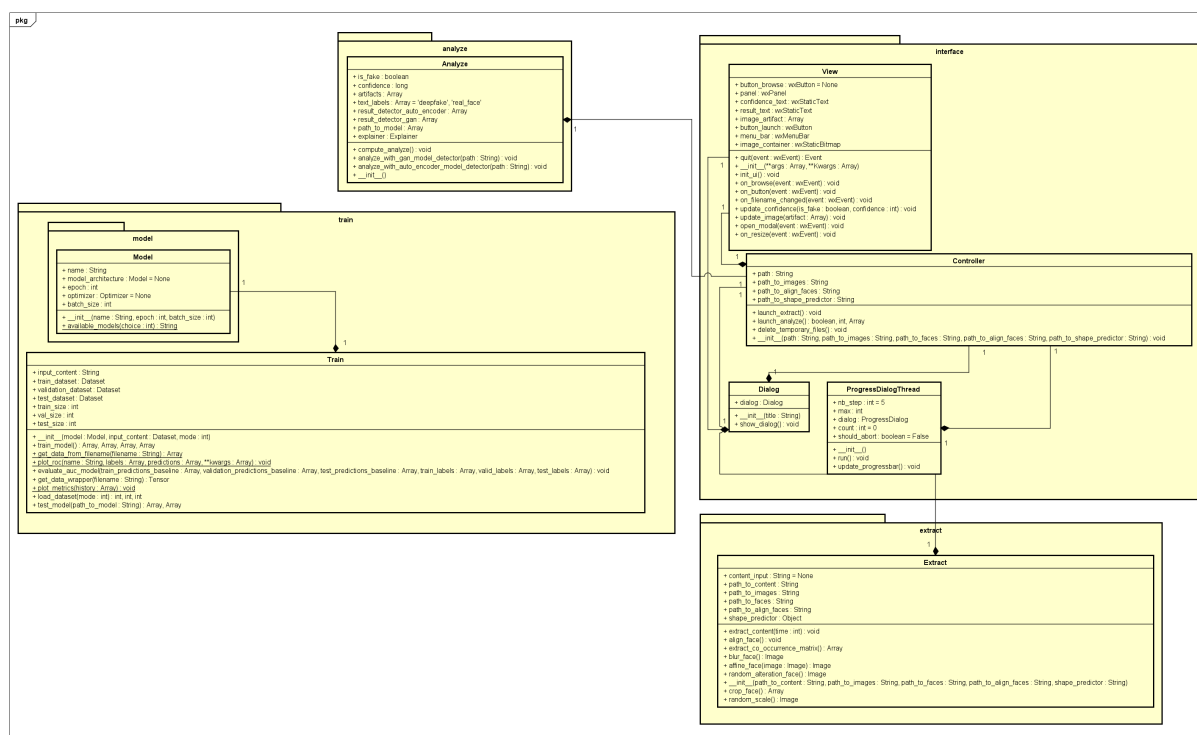 pkg
analyze
Analyze
+ is_fake : boolean
+ confidence : long
+ artifacts : Array
+ text_labels : Array = 'deepfake', 'real_face'
+ result_detector_auto_encoder : Array
+ result_detector_gan : Array
+ path_to_model : Array
+ explainer : Explainer
+ compute_analyze() : void
+ analyze_with_gan_model_detector(path : String) : void
+ analyze_with_auto_encoder_model_detector(path : String) : void
+ __init__()
1
interface
View
+ button_browse : wxButton = None
+ panel : wxPanel
+ confidence_text : wxStaticText
+ result_text : wxStaticText
+ image_artifact : Array
+ button_launch : wxButton
+ menu_bar : wxMenuBar
+ image_container : wxStaticBitmap
+ quit(event : wxEvent) : Event
+ __init__(**args : Array, **Kwargs : Array)
+ init_ui() : void
+ on_browse(event : wxEvent) : void
+ on_button(event : wxEvent) : void
+ on_filename_changed(event : wxEvent) : void
+ update_confidence(is_fake : boolean, confidence : int) : void
+ update_image(artifact : Array) : void
+ open_modal(event : wxEvent) : void
+ on_resize(event : wxEvent) : void
1
1
1
Controller
+ path : String
+ path_to_images : String
+ path_to_align_faces : String
+ path_to_shape_predictor : String
+ launch_extract() : void
+ launch_analyze() : boolean, int, Array
+ delete_temporary_files() : void
+ __init__(path : String, path_to_images : String, path_to_faces : String, path_to_align_faces : String, path_to_shape_predictor : String) : void
1
1
1
1
1
1
Dialog
+ dialog : Dialog
+ __init__(title : String)
+ show_dialog() : void
ProgressDialogThread
+ nb_step : int = 5
+ max : int
+ dialog : ProgressDialog
+ count : int = 0
+ should_abort : boolean = False
+ __init__()
+ run() : void
+ update_progressbar() : void
1
train
model
Model
+ name : String
+ model_architecture : Model = None
+ epoch : int
+ optimizer : Optimizer = None
+ batch_size : int
+ __init__(name : String, epoch : int, batch_size : int)
+ available_models(choice : int) : String
1
1
Train
+ input_content : String
+ train_dataset : Dataset
+ validation_dataset : Dataset
+ test_dataset : Dataset
+ train_size : int
+ val_size : int
+ test_size : int
+ __init__(model : Model, input_content : Dataset, mode : int)
+ train_model() : Array, Array, Array, Array
+ get_data_from_filename(filename : String) : Array
+ plot_roc(name : String, labels : Array, predictions : Array, **kwargs : Array) : void
+ evaluate_auc_model(train_predictions_baseline : Array, validation_predictions_baseline : Array, test_predictions_baseline : Array, train_labels : Array, valid_labels : Array, test_labels : Array) : void
+ get_data_wrapper(filename : String) : Tensor
+ plot_metrics(history : Array) : void
+ load_dataset(mode : int) : int, int, int
+ test_model(path_to_model : String) : Array, Array
extract
1
Extract
+ content_input : String = None
+ path_to_content : String
+ path_to_images : String
+ path_to_faces : String
+ path_to_align_faces : String
+ shape_predictor : Object
+ extract_content(time : int) : void
+ align_face() : void
+ extract_co_occurrence_matrix() : Array
+ blur_face() : Image
+ affine_face(image : Image) : Image
+ random_alteration_face() : Image
+ __init__(path_to_content : String, path_to_images : String, path_to_faces : String, path_to_align_faces : String, shape_predictor : String)
+ crop_face() : Array
+ random_scale() : Image